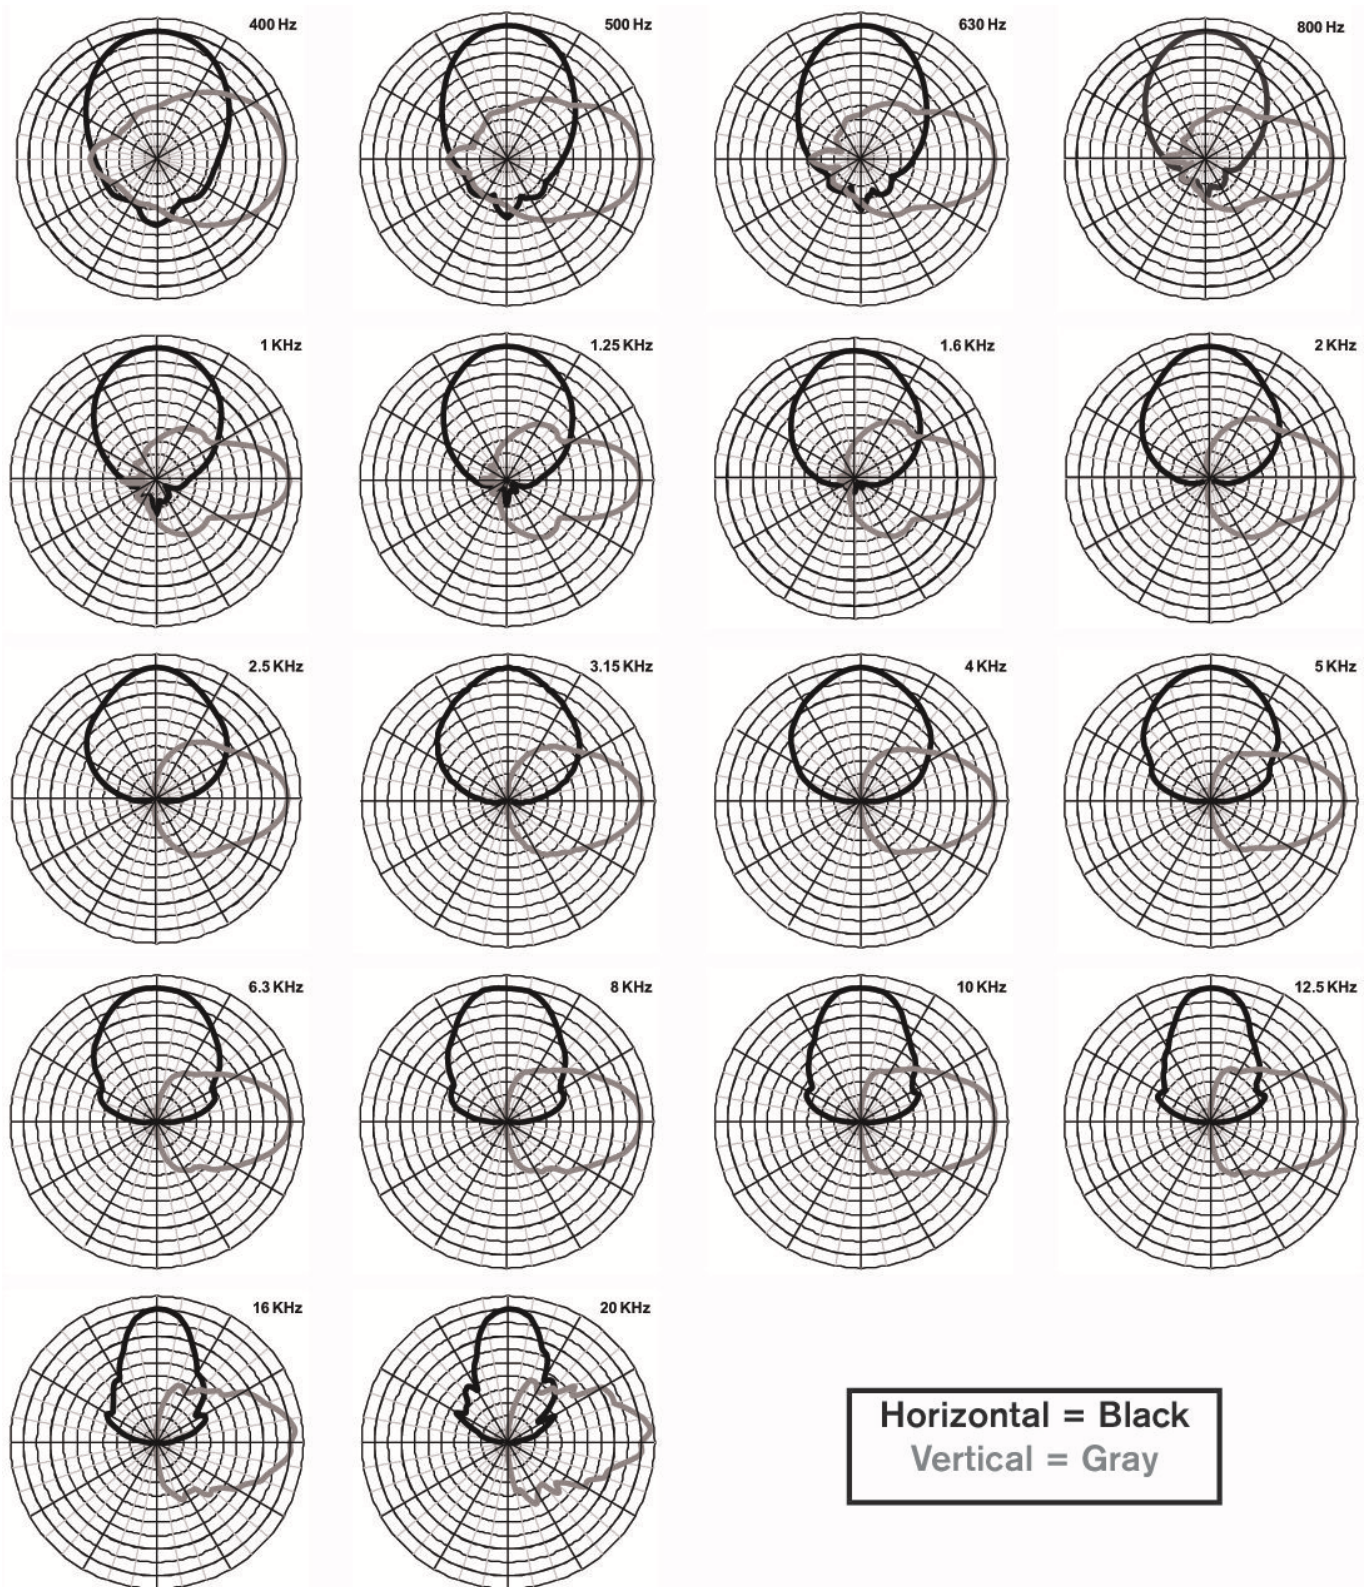 400 Hz
500 Hz
630 Hz
800 Hz
1 KHz
1.25 KHz
1.6 KHz
2 KHz
2.5 KHz
3.15 KHz
4 KHz
5 KHz
6.3 KHz
8 KHz
10 KHz
12.5 KHz
16 KHz
20 KHz
Horizontal = Black
Vertical = Gray